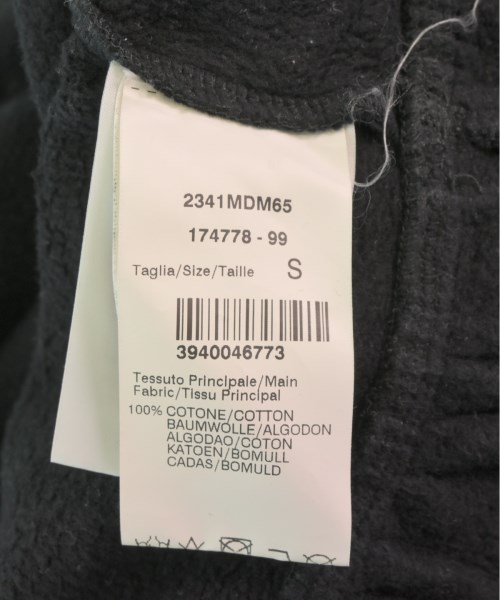 2341MDM65
174778 - 99
Taglia/Size/Taille S
3940046773
Tessuto Principale/Main
Fabric/Tissu Principal
100% COTONE/COTTON
BAUMWOLLE/ALGODON
ALGODAO/COTON
KATOEN/BOMULL
CADAS/BOMULD